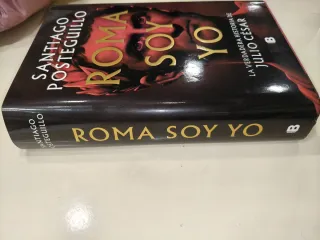 SANTIAGO
POSTEGUILLO
ROMA
SOY
YO
LA VERDADERA HISTORIA DE
JULIO CÉSAR
B
SANTIAGO
POSTEGUILLO
ROMA SOY YO
B